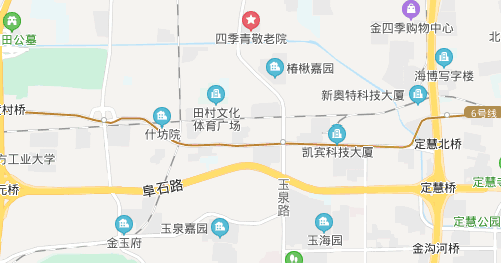 田公墓
四季青敬老院
金四季购物中心
椿楸嘉园
海博写字楼
新奥特科技大厦
村桥
田村文化
体育广场
6号线
什坊院
定慧北桥
凯宾科技大厦
方工业大学
定慧
元桥
阜石路
定慧桥
玉泉路
定慧公园
玉泉嘉园
金玉府
玉海园
金沟河桥